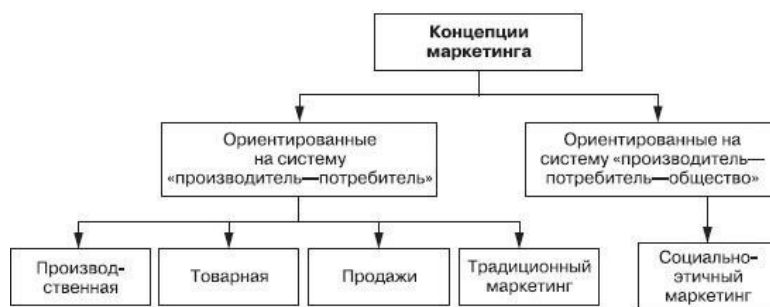 Концепции
маркетинга
Ориентированные
на систему
«производитель—потребитель»
Ориентированные на
систему «производитель—
потребитель—общество»
Производ-
ственная
Товарная
Продажи
Традиционный
маркетинг
Социально-
этичный
маркетинг